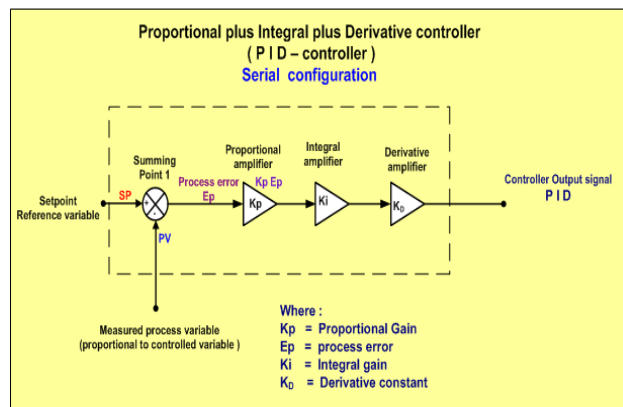 Proportional plus Integral plus Derivative controller
( P I D – controller )
Serial configuration
Summing
Point 1
Proportional
amplifier
Integral
amplifier
Derivative
amplifier
Setpoint
Reference variable
SP
+
-
PV
Process error
Ep
Kp Ep
Kp
Ki
K_D
Controller Output signal
P I D
Measured process variable
(proportional to controlled variable )
Where :
Kp = Proportional Gain
Ep = process error
Ki = Integral gain
K_D = Derivative constant